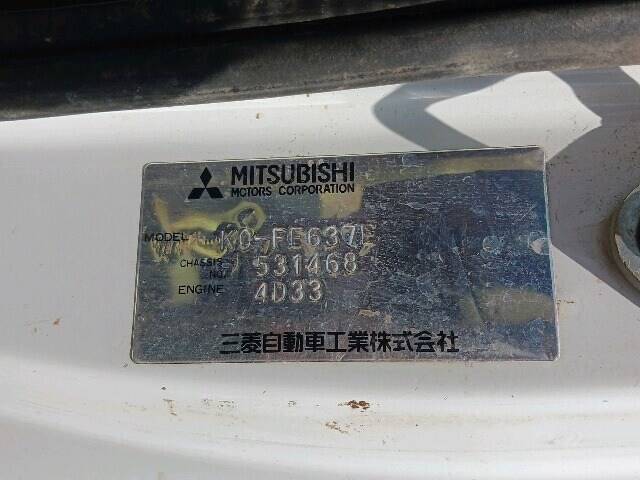 MITSUBISHI
MOTORS CORPORATION
MODEL KC-FE637E
CHASSIS NO. 531468
ENGINE 4D33
三菱自動車工業株式会社